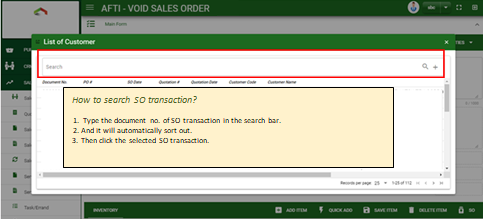 AFTI - VOID SALES ORDER
abc
Main Form
List of Customer
Search
Document No. PO # SO Date Quotation # Quotation Date Customer Code Customer Name
How to search SO transaction?
1. Type the document no. of SO transaction in the search bar.
2. And it will automatically sort out.
3. Then click the selected SO transaction.
Records per page: 25 1-25 of 112
INVENTORY ADD ITEM QUICK ADD SAVE ITEM DELETE ITEM